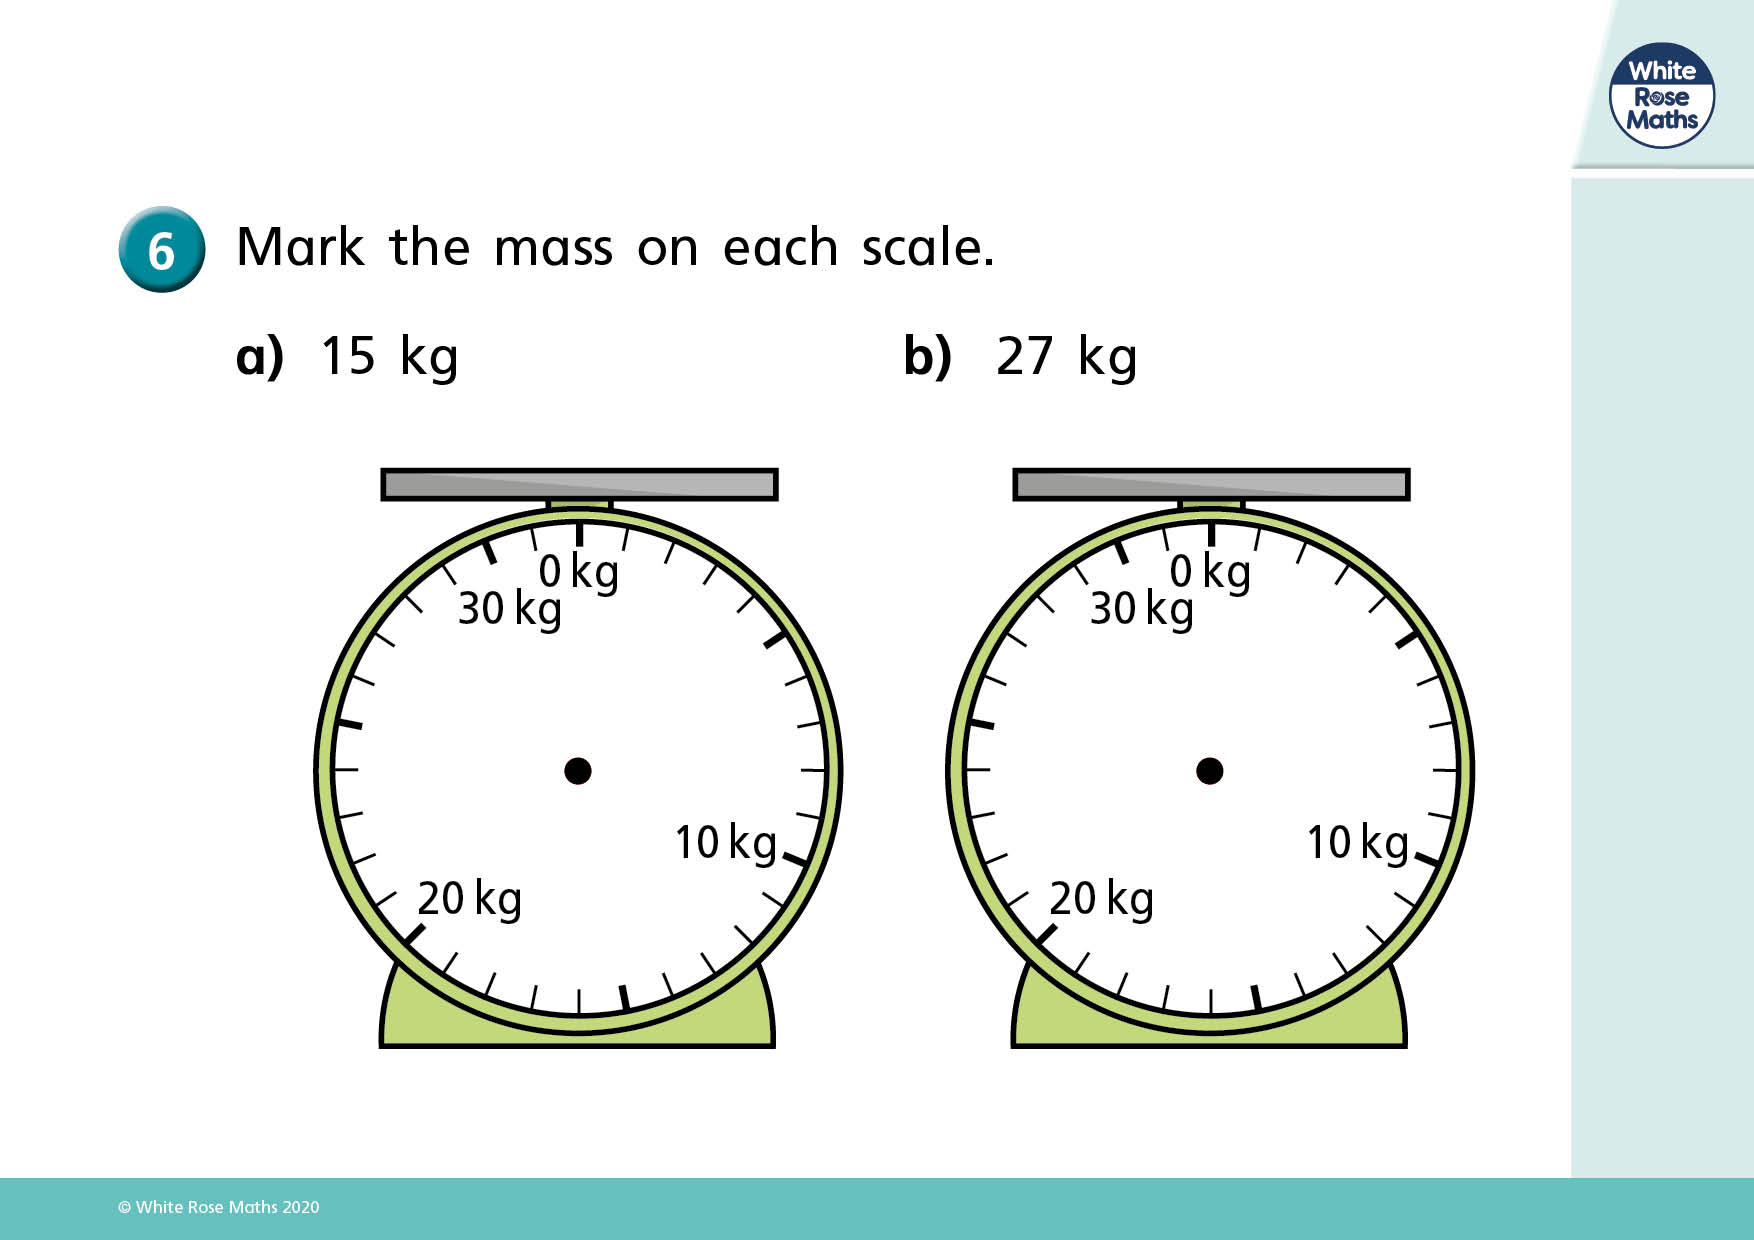 White
Rose
Maths
6 Mark the mass on each scale.
a) 15 kg
b) 27 kg
0 kg
30 kg
10 kg
20 kg
0 kg
30 kg
10 kg
20 kg
© White Rose Maths 2020